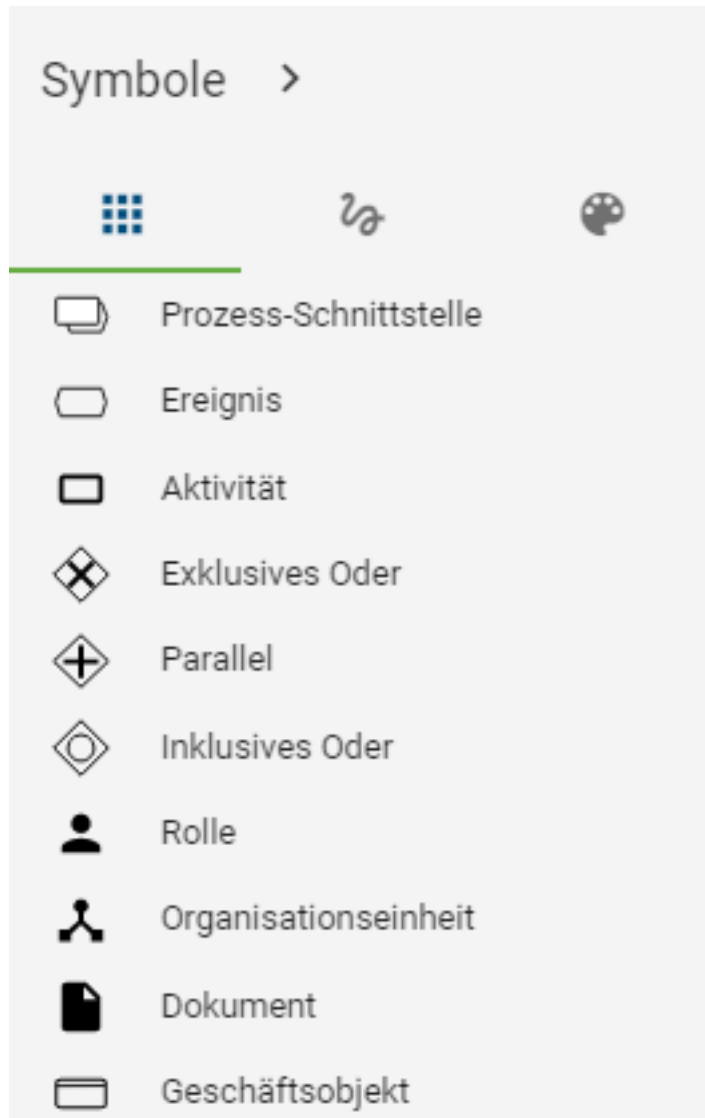 Symbole
Prozess-Schnittstelle
Ereignis
Aktivität
Exklusives Oder
Parallel
Inklusives Oder
Rolle
Organisationseinheit
Dokument
Geschäftsobjekt